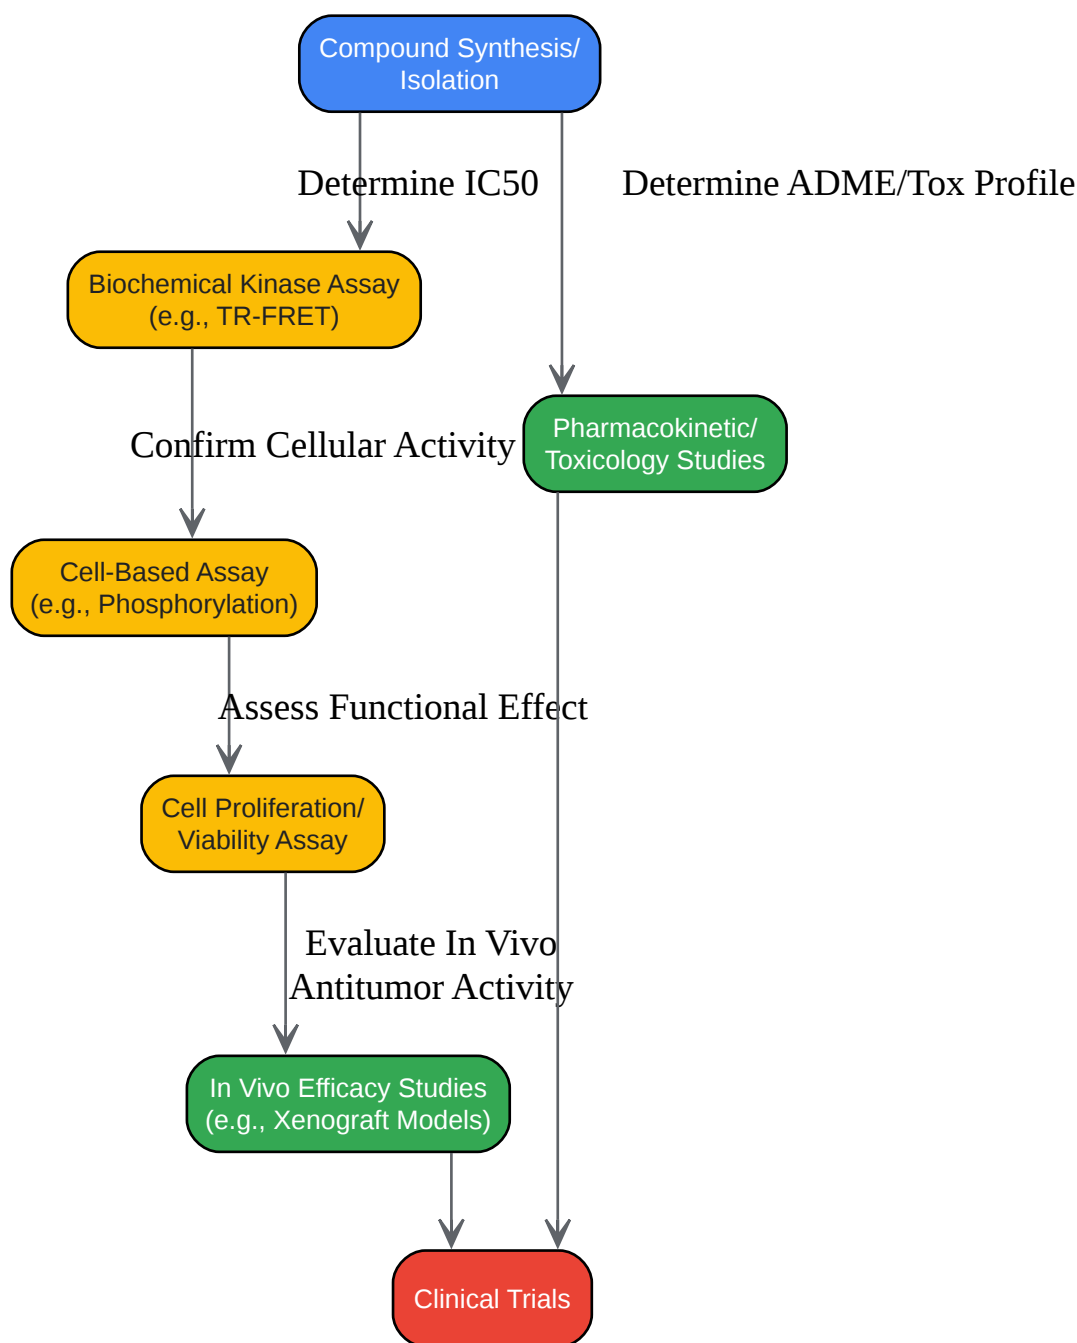 Compound Synthesis/
Isolation
Determine IC50
Determine ADME/Tox Profile
Biochemical Kinase Assay
(e.g., TR-FRET)
Confirm Cellular Activity
Pharmacokinetic/
Toxicology Studies
Cell-Based Assay
(e.g., Phosphorylation)
Assess Functional Effect
Cell Proliferation/
Viability Assay
Evaluate In Vivo
Antitumor Activity
In Vivo Efficacy Studies
(e.g., Xenograft Models)
Clinical Trials